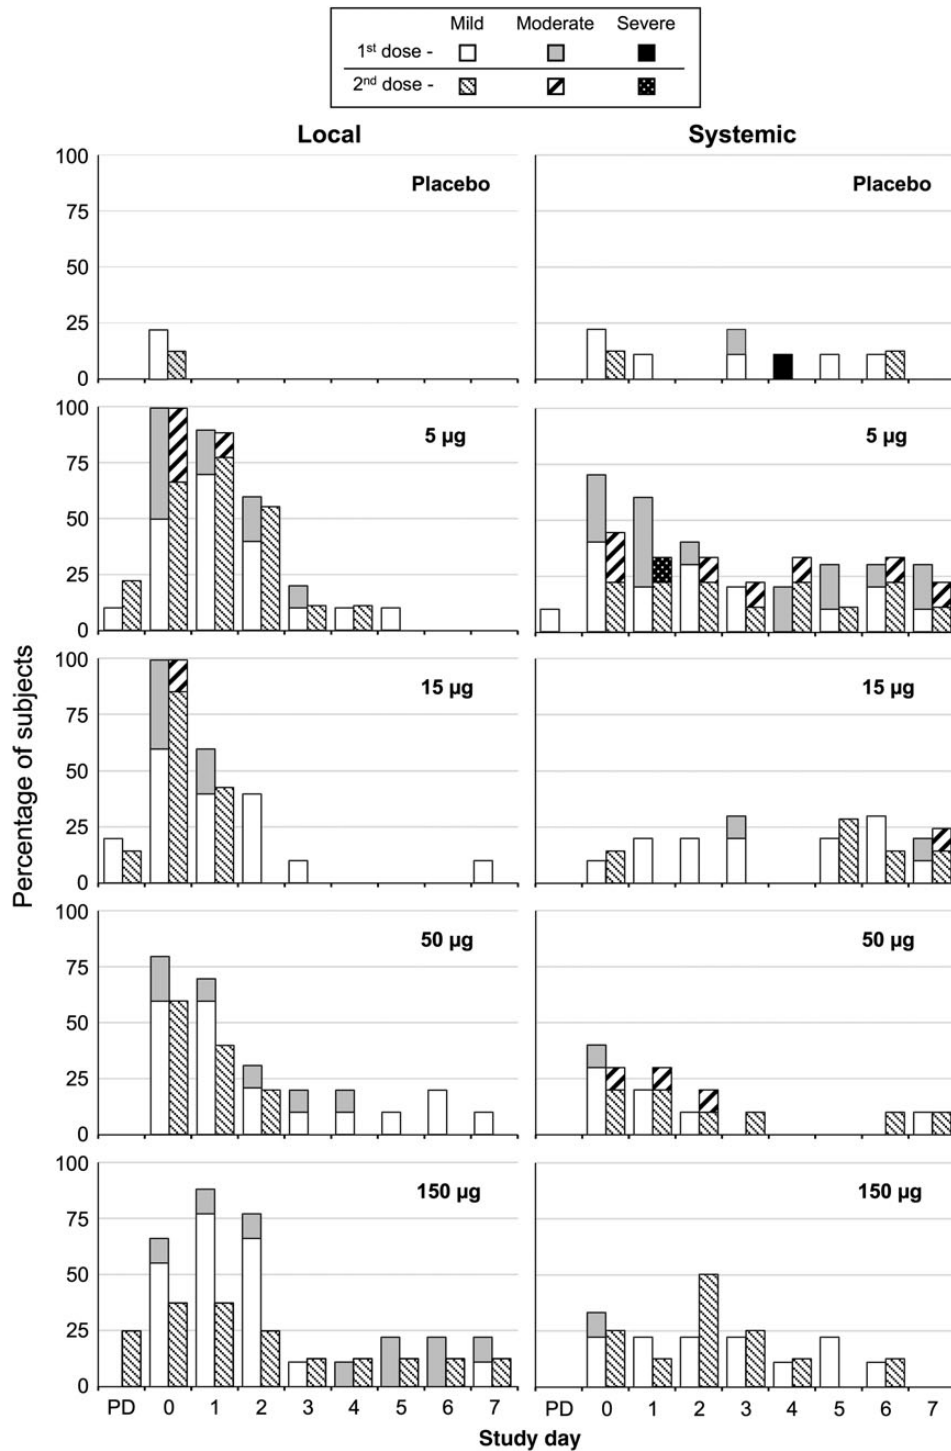 Mild Moderate Severe
1st dose -
2nd dose -
Local Systemic
100
75
50
25
0
Placebo
Placebo
100
75
50
25
0
5 µg
5 µg
100
75
50
25
0
15 µg
15 µg
100
75
50
25
0
50 µg
50 µg
100
75
50
25
0
150 µg
150 µg
Percentage of subjects
PD 0 1 2 3 4 5 6 7
PD 0 1 2 3 4 5 6 7
Study day